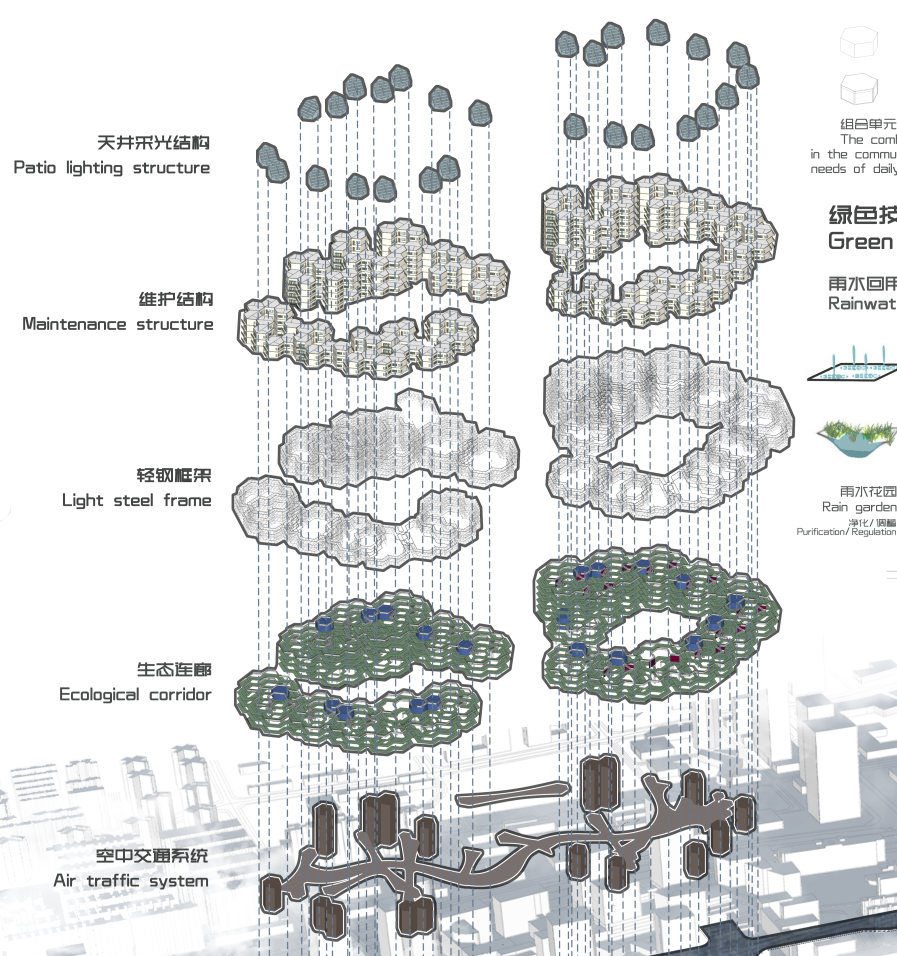 天井采光结构
Patio lighting structure
维护结构
Maintenance structure
轻钢框架
Light steel frame
生态连廊
Ecological corridor
空中交通系统
Air traffic system
组合单元
The com
in the commu
needs of daily
绿色技
Green
雨水回用
Rainwat
雨水花园
Rain garden
净化/调蓄
Purification/Regulation